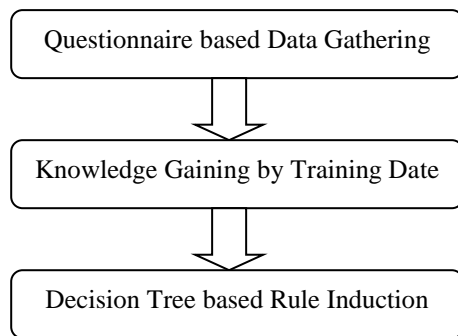 Questionnaire based Data Gathering
Knowledge Gaining by Training Date
Decision Tree based Rule Induction